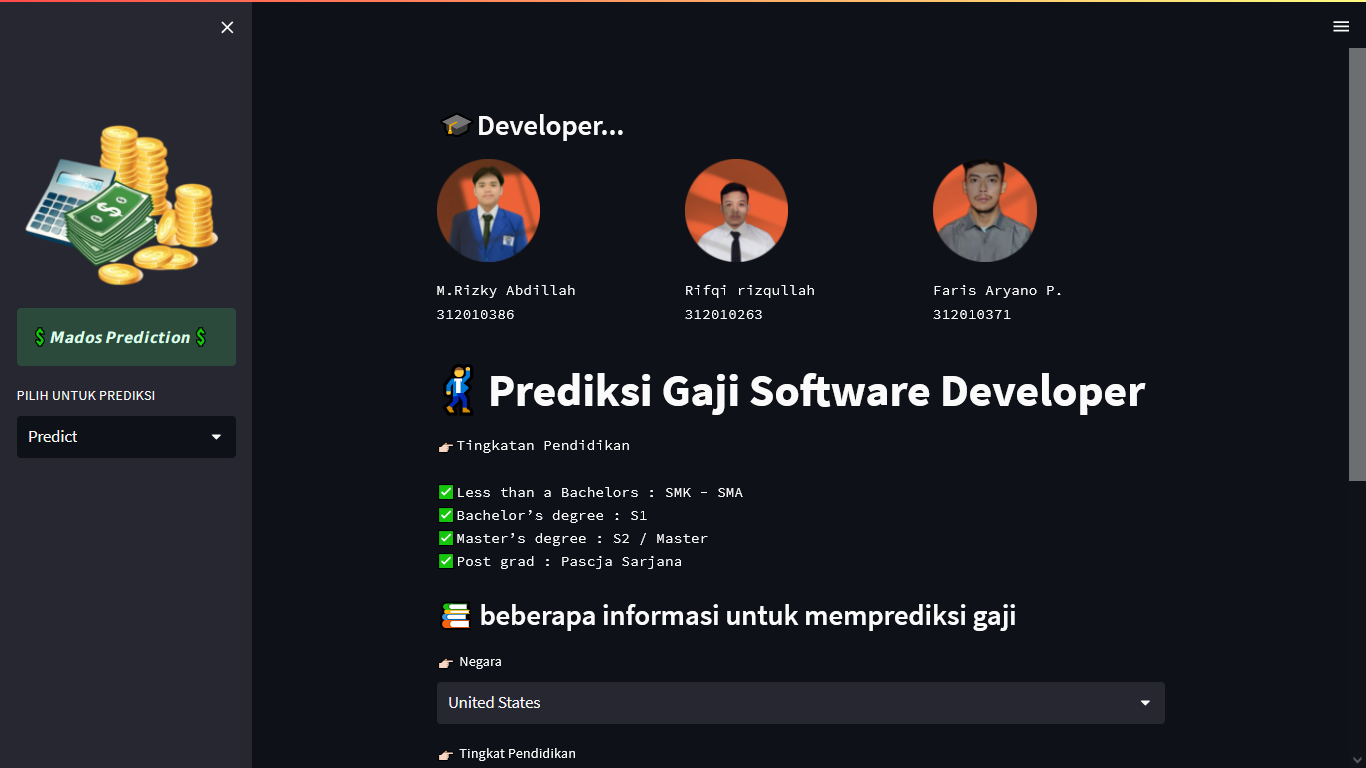 Mados Prediction
PILIH UNTUK PREDIKSI
Predict
Developer...
M.Rizky Abdillah
312010386
Rifqi rizqullah
312010263
Faris Aryano P.
312010371
Prediksi Gaji Software Developer
Tingkatan Pendidikan
Less than a Bachelors : SMK - SMA
Bachelor’s degree : S1
Master’s degree : S2 / Master
Post grad : Pascja Sarjana
beberapa informasi untuk memprediksi gaji
Negara
United States
Tingkat Pendidikan